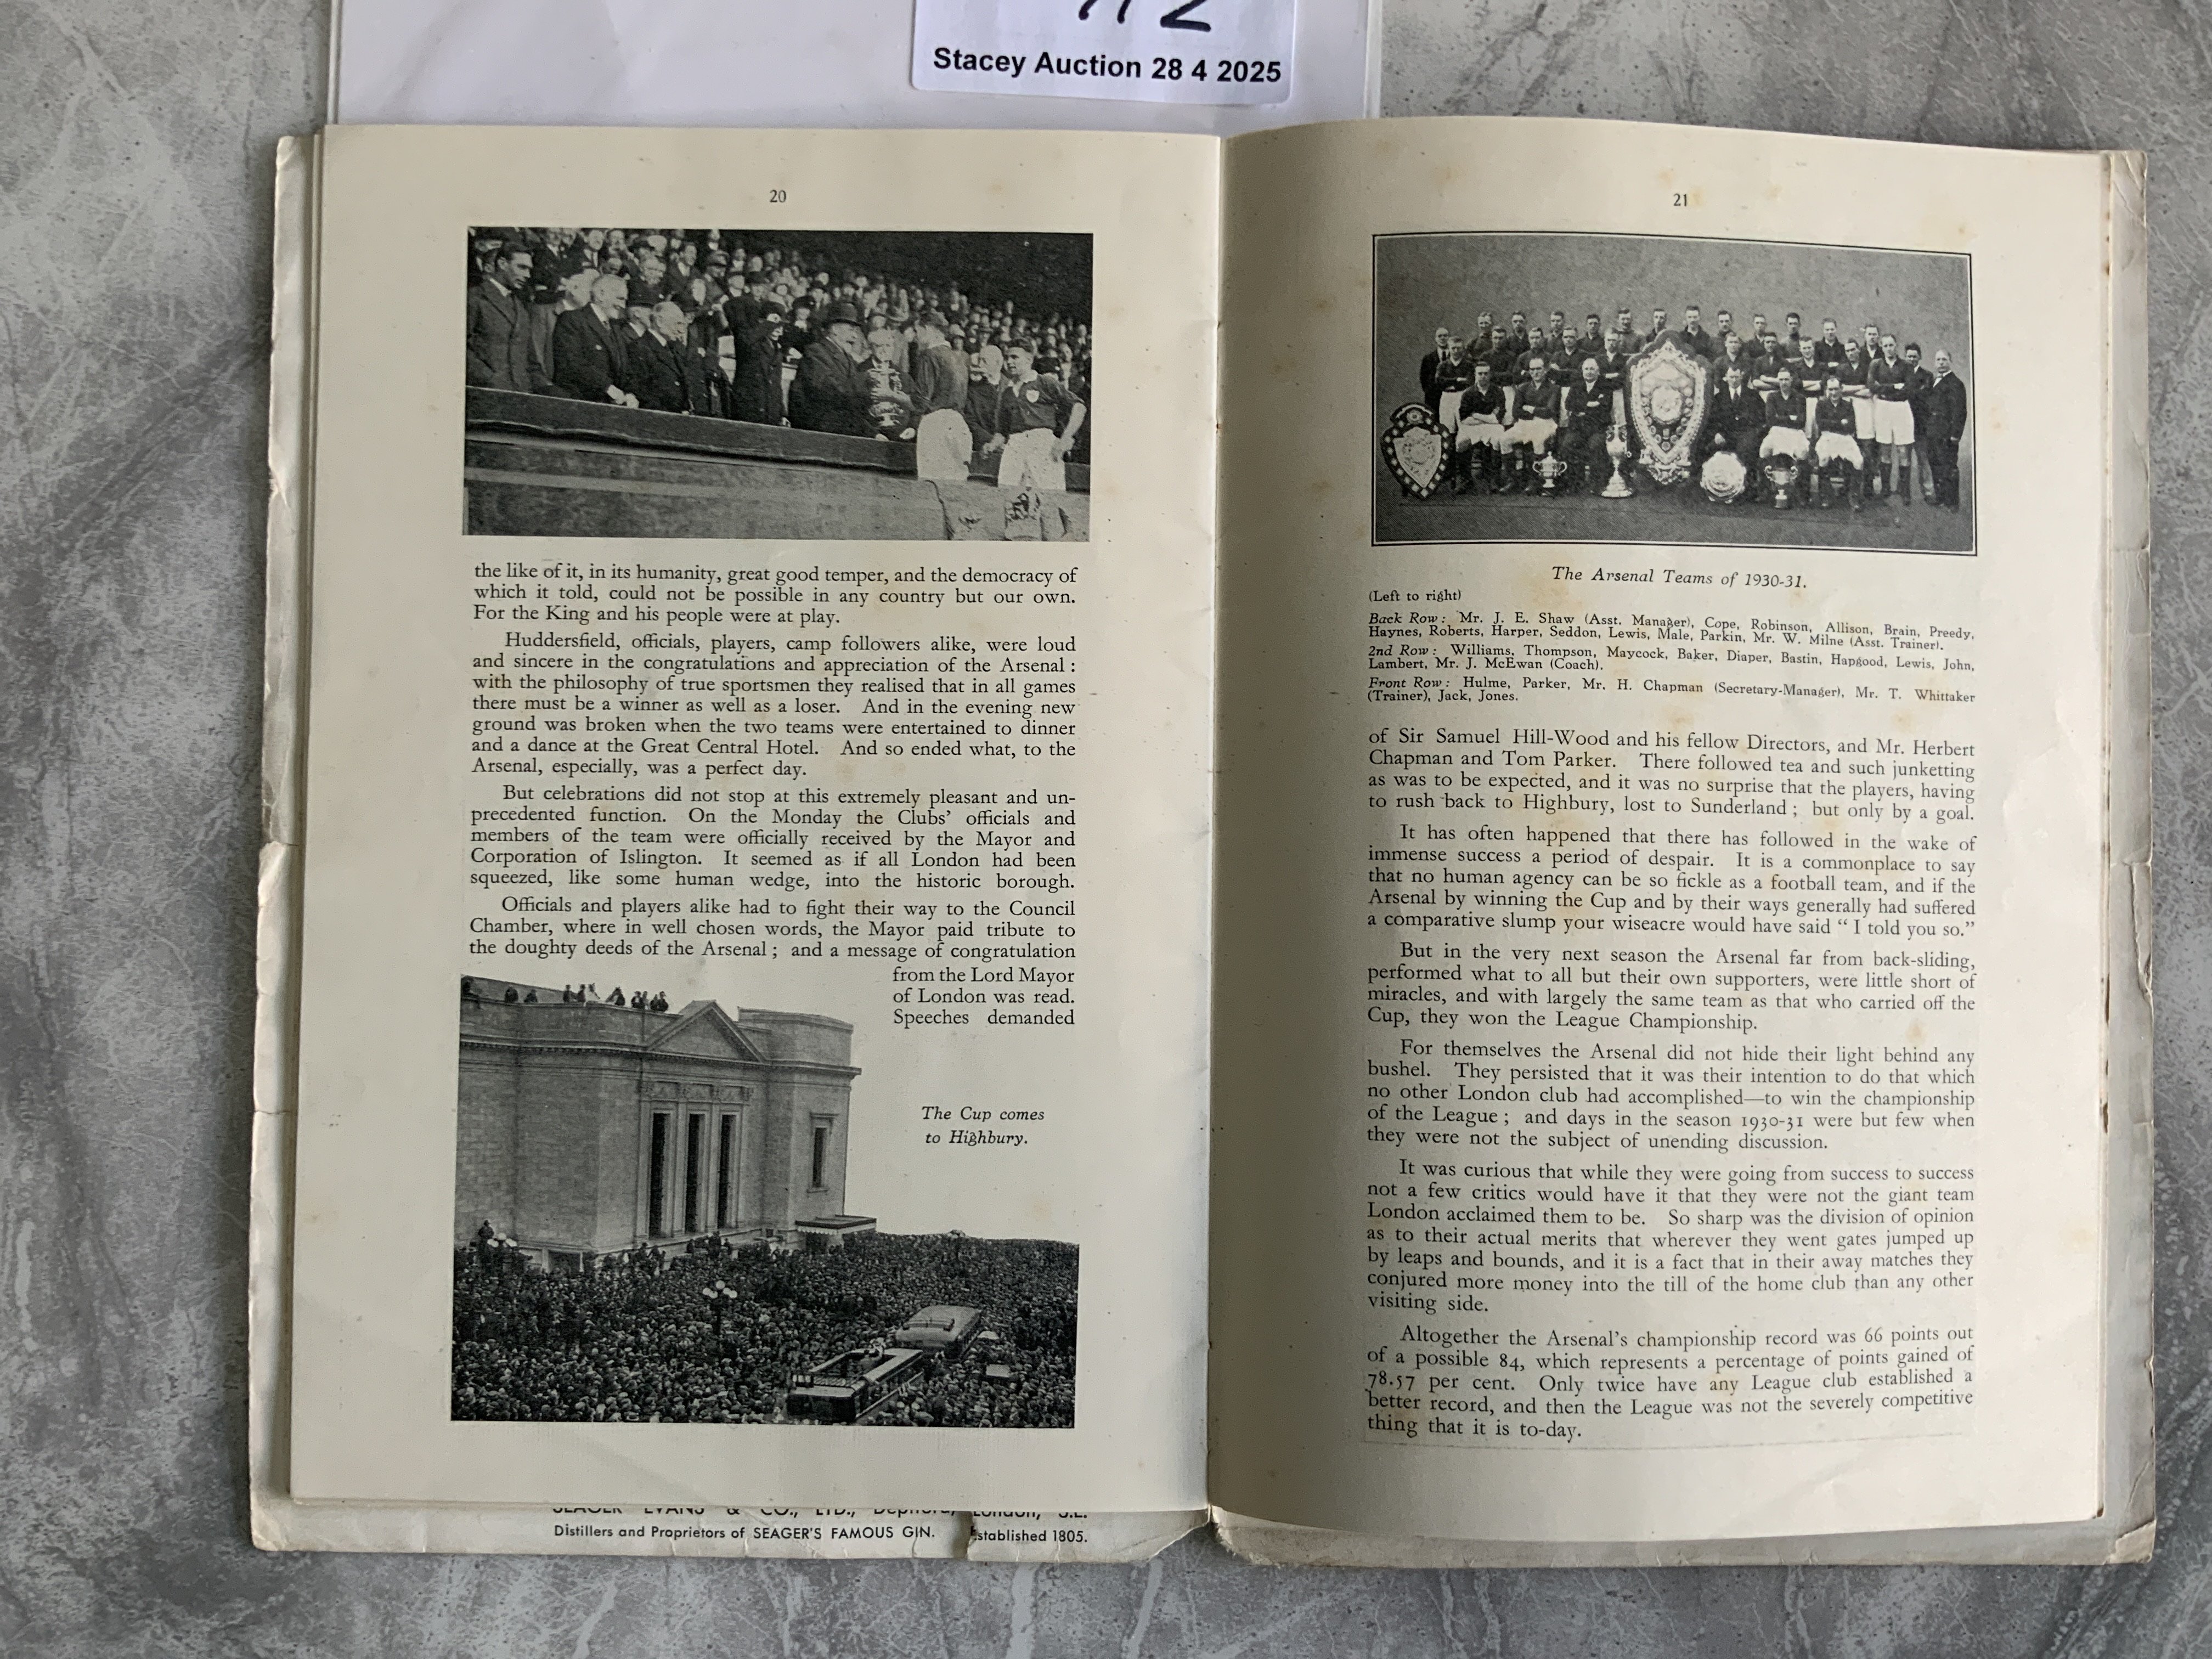 Stacey Auction 28 4 2025
20
the like of it, in its humanity, great good temper, and the democracy of
which it told, could not be possible in any country but our own.
For the King and his people were at play.
Huddersfield, officials, players, camp followers alike, were loud
and sincere in the congratulations and appreciation of the Arsenal :
with the philosophy of true sportsmen they realised that in all games
there must be a winner as well as a loser. And in the evening new
ground was broken when the two teams were entertained to dinner
and a dance at the Great Central Hotel. And so ended what, to the
Arsenal, especially, was a perfect day.
But celebrations did not stop at this extremely pleasant and un-
precedented function. On the Monday the Clubs' officials and
members of the team were officially received by the Mayor and
Corporation of Islington. It seemed as if all London had been
squeezed, like some human wedge, into the historic borough.
Officials and players alike had to fight their way to the Council
Chamber, where in well chosen words, the Mayor paid tribute to
the doughty deeds of the Arsenal ; and a message of congratulation
from the Lord Mayor
of London was read.
Speeches demanded
The Cup comes
to Highbury.
SEAGER EVANS & CO., LTD., Deptford, London, S.E.
Distillers and Proprietors of SEAGER'S FAMOUS GIN. Established 1805.
21
The Arsenal Teams of 1930-31.
(Left to right)
Back Row : Mr. J. E. Shaw (Asst. Manager), Cope, Robinson, Allison, Brain, Preedy,
Haynes, Roberts, Harper, Seddon, Lewis, Male, Parkin, Mr. W. Milne (Asst. Trainer).
2nd Row : Williams, Thompson, Maycock, Baker, Diaper, Bastin, Hapgood, Lewis, John,
Lambert, Mr. J. McEwan (Coach).
Front Row : Hulme, Parker, Mr. H. Chapman (Secretary-Manager), Mr. T. Whittaker
(Trainer), Jack, Jones.
of Sir Samuel Hill-Wood and his fellow Directors, and Mr. Herbert
Chapman and Tom Parker. There followed tea and such junketting
as was to be expected, and it was no surprise that the players, having
to rush back to Highbury, lost to Sunderland ; but only by a goal.
It has often happened that there has followed in the wake of
immense success a period of despair. It is a commonplace to say
that no human agency can be so fickle as a football team, and if the
Arsenal by winning the Cup and by their ways generally had suffered
a comparative slump your wiseacre would have said " I told you so."
But in the very next season the Arsenal far from back-sliding,
performed what to all but their own supporters, were little short of
miracles, and with largely the same team as that who carried off the
Cup, they won the League Championship.
For themselves the Arsenal did not hide their light behind any
bushel. They persisted that it was their intention to do that which
no other London club had accomplished—to win the championship
of the League ; and days in the season 1930-31 were but few when
they were not the subject of unending discussion.
It was curious that while they were going from success to success
not a few critics would have it that they were not the giant team
London acclaimed them to be. So sharp was the division of opinion
as to their actual merits that wherever they went gates jumped up
by leaps and bounds, and it is a fact that in their away matches they
conjured more money into the till of the home club than any other
visiting side.
Altogether the Arsenal's championship record was 66 points out
of a possible 84, which represents a percentage of points gained of
78.57 per cent. Only twice have any League club established a
better record, and then the League was not the severely competitive
thing that it is to-day.